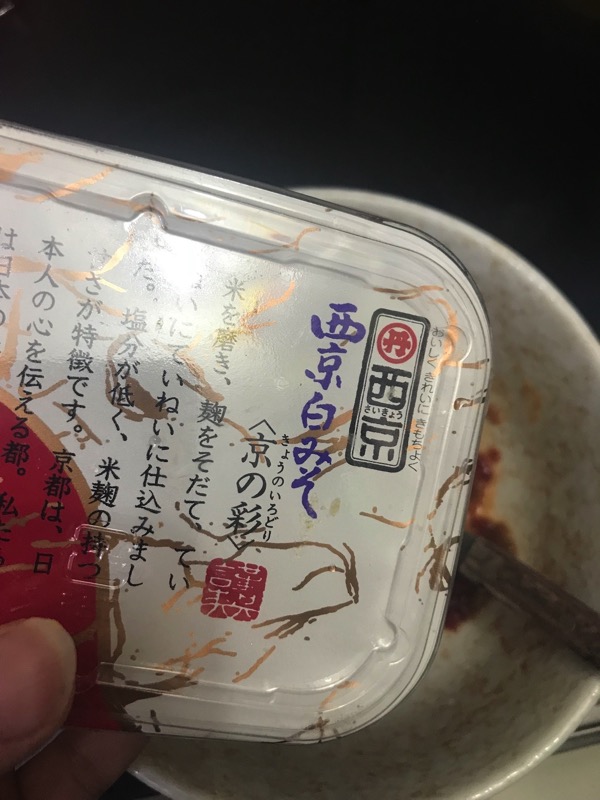 おいしく きれいに きもちよく
丹
西京
さいきょう
西京白みそ
きょうのいろどり
〈京の彩〉
米を磨き、麹をそだて、てい
ねいにていねいに仕込みまし
た。塩分が低く、米麹の持つ
さが特徴です。京都は、日
本人の心を伝える都。私たち
は日本の